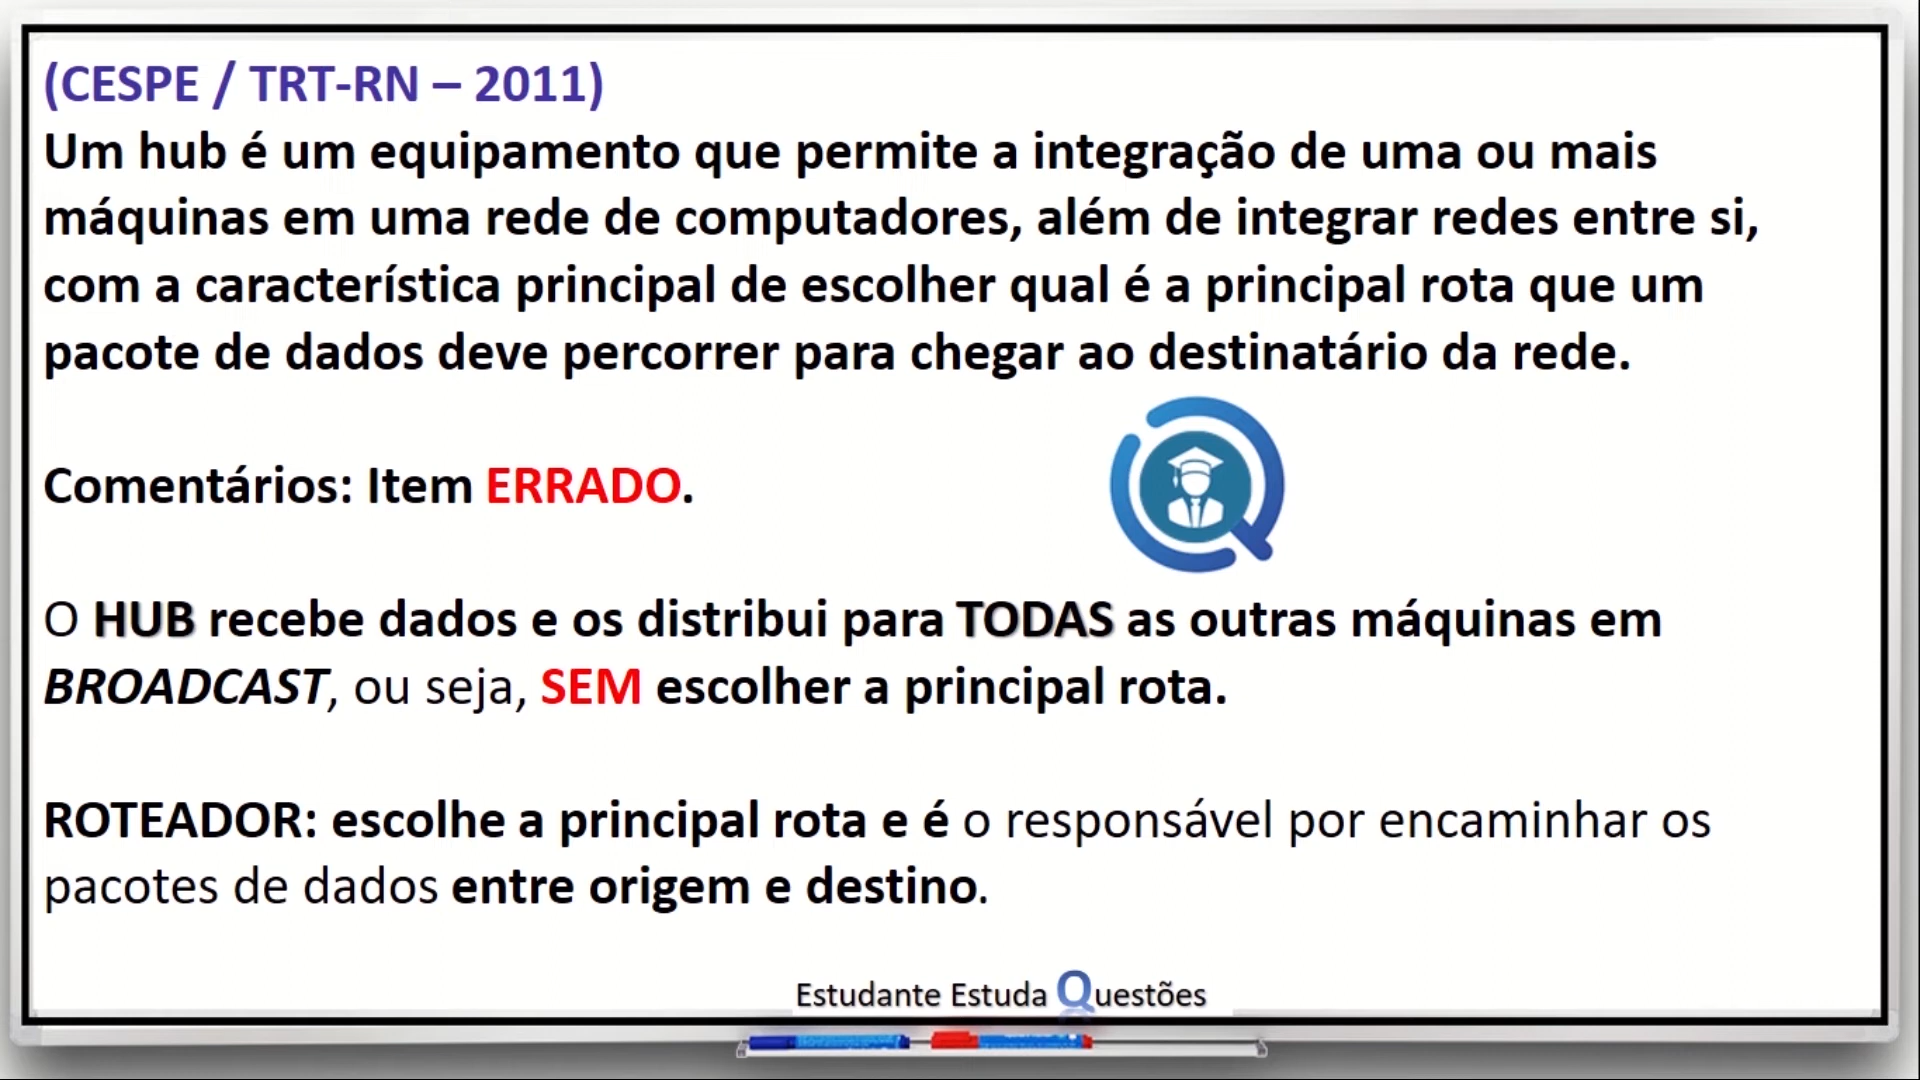 (CESPE / TRT-RN – 2011)
Um hub é um equipamento que permite a integração de uma ou mais
máquinas em uma rede de computadores, além de integrar redes entre si,
com a característica principal de escolher qual é a principal rota que um
pacote de dados deve percorrer para chegar ao destinatário da rede.
Comentários: Item ERRADO.
O HUB recebe dados e os distribui para TODAS as outras máquinas em
BROADCAST, ou seja, SEM escolher a principal rota.
ROTEADOR: escolhe a principal rota e é o responsável por encaminhar os
pacotes de dados entre origem e destino.
Estudante Estuda Questões